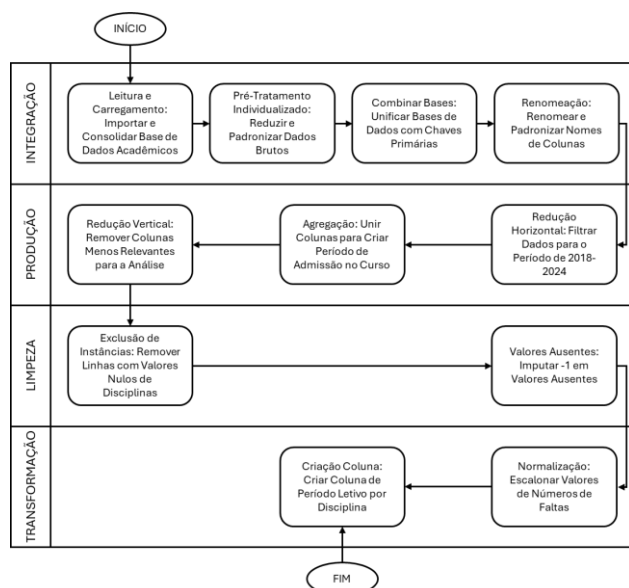 INÍCIO
INTEGRAÇÃO
Leitura e
Carregamento:
Importar e
Consolidar Base de
Dados Acadêmicos
Pré-Tratamento
Individualizado:
Reduzir e
Padronizar Dados
Brutos
Combinar Bases:
Unificar Bases de
Dados com Chaves
Primárias
Renomeação:
Renomear e
Padronizar Nomes
de Colunas
PRODUÇÃO
Redução Vertical:
Remover Colunas
Menos Relevantes
para a Análise
Agregação: Unir
Colunas para Criar
Período de
Admissão no Curso
Redução
Horizontal: Filtrar
Dados para o
Período de 2018-
2024
LIMPEZA
Exclusão de
Instâncias: Remover
Linhas com Valores
Nulos de
Disciplinas
Valores Ausentes:
Imputar -1 em
Valores Ausentes
TRANSFORMAÇÃO
Criação Coluna:
Criar Coluna de
Período Letivo por
Disciplina
Normalização:
Escalonar Valores
de Números de
Faltas
FIM